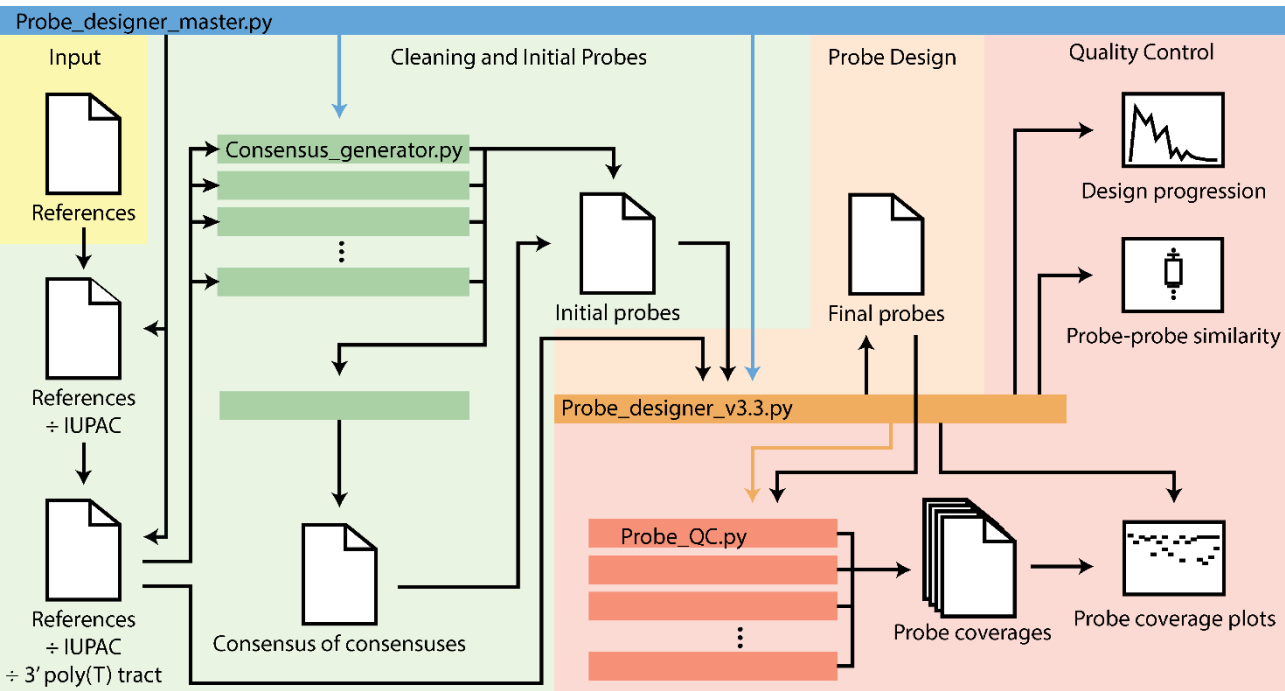 Probe_designer_master.py
Input
Cleaning and Initial Probes
Probe Design
Quality Control
References
References
÷ IUPAC
References
÷ IUPAC
÷ 3' poly(T) tract
Consensus_generator.py
⋮
Consensus of consensuses
Initial probes
Final probes
Probe_designer_v3.3.py
Probe_QC.py
⋮
Probe coverages
Design progression
Probe-probe similarity
Probe coverage plots